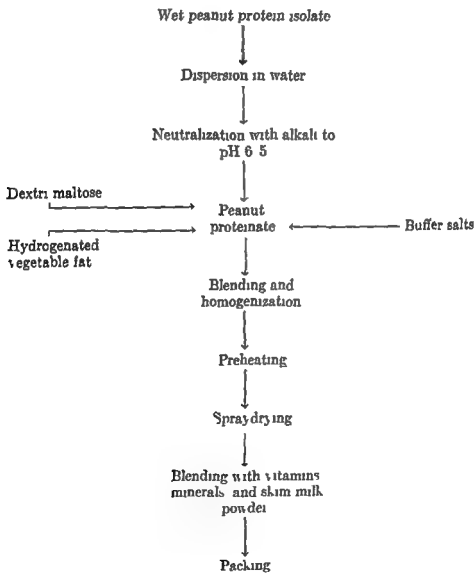 Wet peanut protein isolate
Dispersion in water
Neutralization with alkali to
pH 6 5
Dextri maltose
Peanut
proteinate
Buffer salts
Hydrogenated
vegetable fat
Blending and
homogenization
Preheating
Spraydrying
Blending with vitamins
minerals and skim milk
powder
Packing